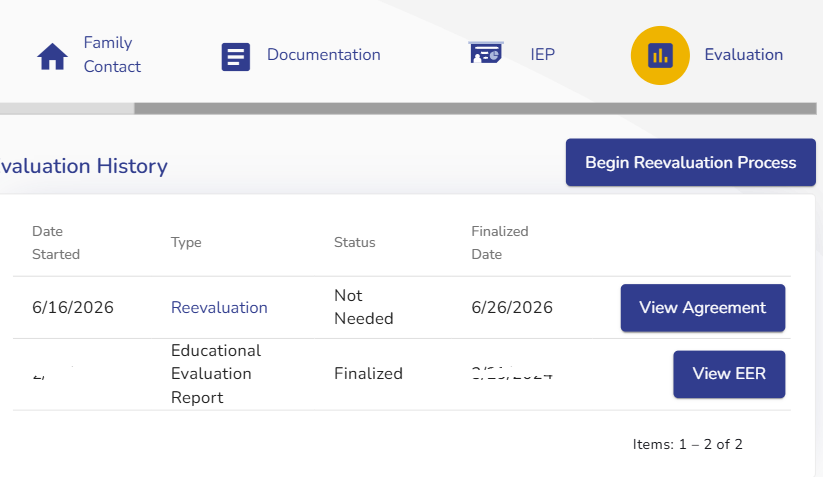 Family
Contact
Documentation
IEP
Evaluation
valuation History
Begin Reevaluation Process
Date
Started
Type
Status
Finalized
Date
6/16/2026
Reevaluation
Not
Needed
6/26/2026
View Agreement
Educational
Evaluation
Report
Finalized
View EER
Items: 1 – 2 of 2